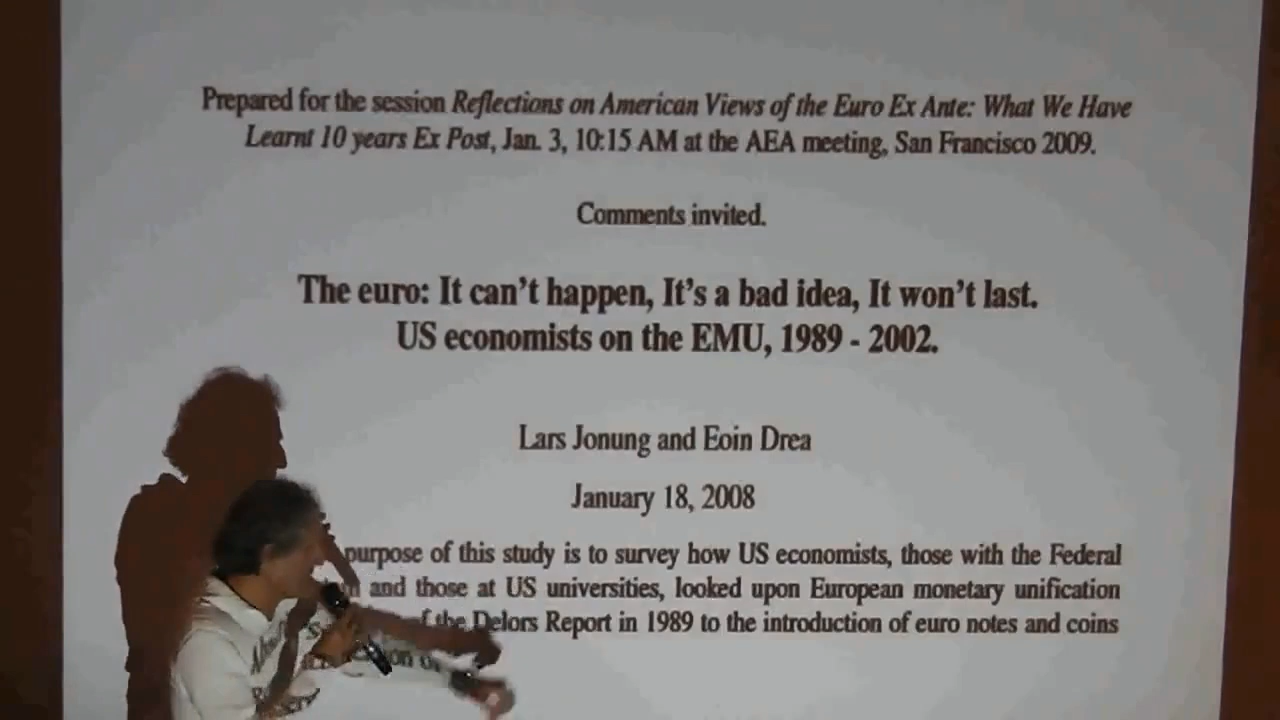 Prepared for the session Reflections on American Views of the Euro Ex Ante: What We Have
Learnt 10 years Ex Post, Jan. 3, 10:15 AM at the AEA meeting, San Francisco 2009.
Comments invited.
The euro: It can't happen, It's a bad idea, It won't last.
US economists on the EMU, 1989 - 2002.
Lars Jonung and Eoin Drea
January 18, 2008
purpose of this study is to survey how US economists, those with the Federal
and those at US universities, looked upon European monetary unification
of the Delors Report in 1989 to the introduction of euro notes and coins